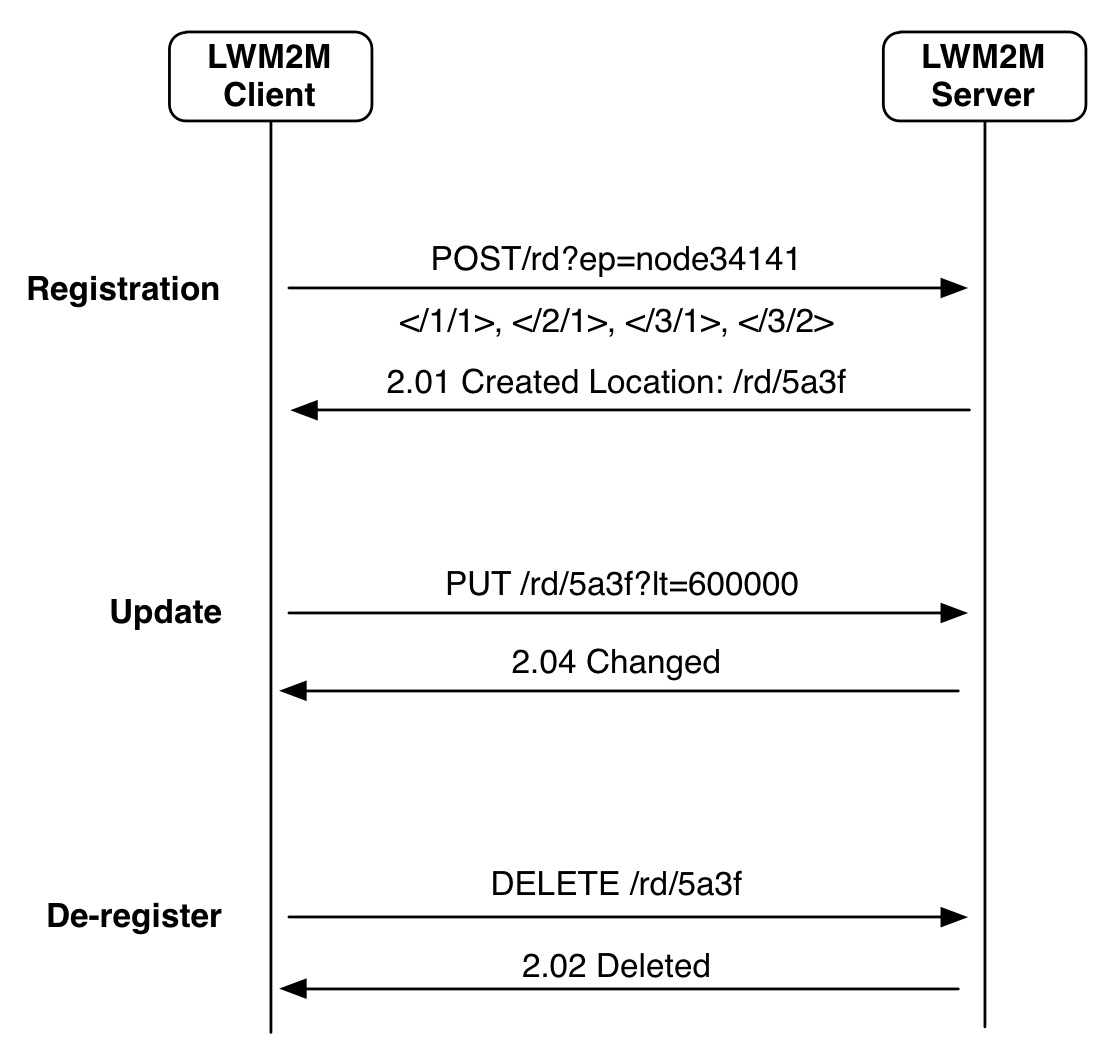 LWM2M
Client
LWM2M
Server
POST/rd?ep=node34141
Registration
</1/1>, </2/1>, </3/1>, </3/2>
2.01 Created Location: /rd/5a3f
PUT /rd/5a3f?lt=600000
Update
2.04 Changed
DELETE /rd/5a3f
De-register
2.02 Deleted